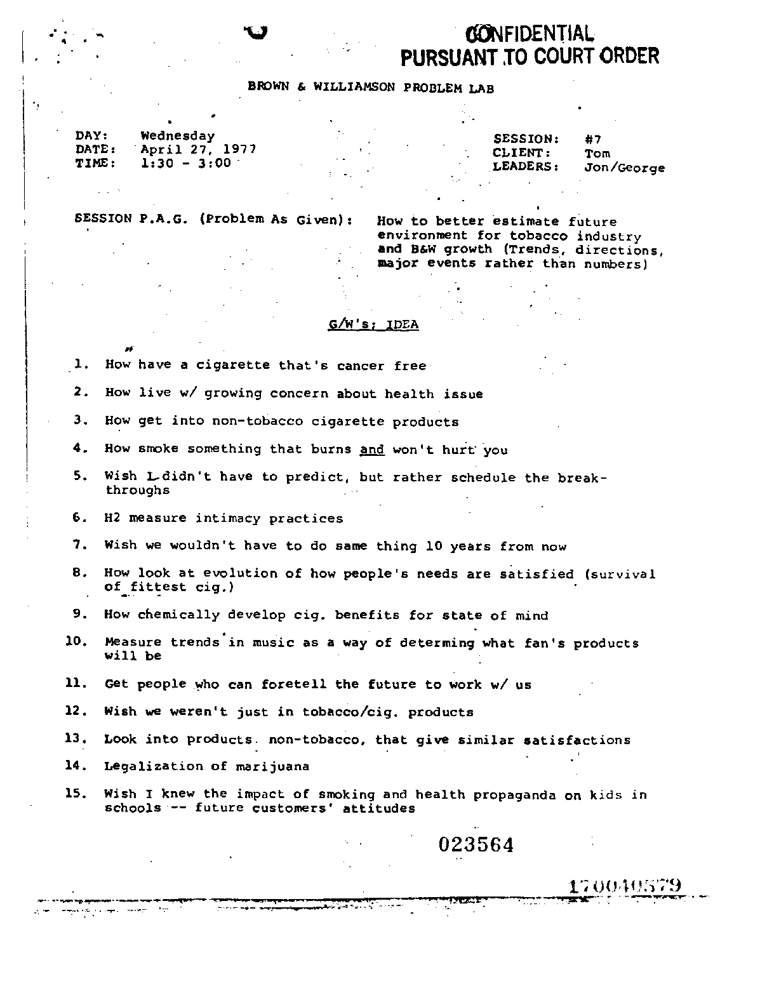 CONFIDENTIAL
PURSUANT TO COURT ORDER
BROWN & WILLIAMSON PROBLEM LAB
DAY: Wednesday
DATE: April 27, 1977
TIME: 1:30 - 3:00
SESSION: #7
CLIENT: Tom
LEADERS: Jon/George
SESSION P.A.G. (Problem As Given): How to better estimate future
environment for tobacco industry
and B&W growth (Trends, directions,
major events rather than numbers)
G/W's; IDEA
1. How have a cigarette that's cancer free
2. How live w/ growing concern about health issue
3. How get into non-tobacco cigarette products
4. How smoke something that burns and won't hurt you
5. Wish I didn't have to predict, but rather schedule the break-
throughs
6. H2 measure intimacy practices
7. Wish we wouldn't have to do same thing 10 years from now
8. How look at evolution of how people's needs are satisfied (survival
of fittest cig.)
9. How chemically develop cig. benefits for state of mind
10. Measure trends in music as a way of determing what fan's products
will be
11. Get people who can foretell the future to work w/ us
12. Wish we weren't just in tobacco/cig. products
13. Look into products. non-tobacco, that give similar satisfactions
14. Legalization of marijuana
15. Wish I knew the impact of smoking and health propaganda on kids in
schools -- future customers' attitudes
023564
170040579